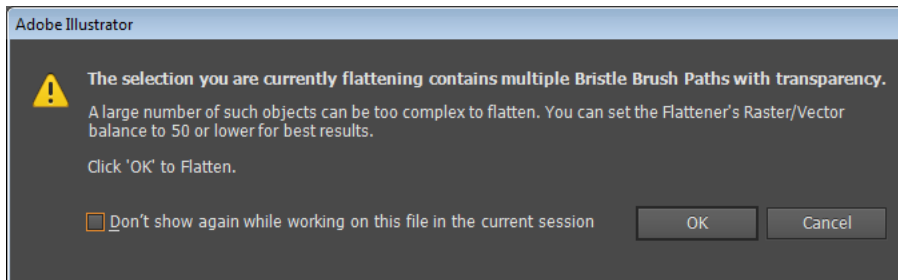 Adobe Illustrator
The selection you are currently flattening contains multiple Bristle Brush Paths with transparency.
A large number of such objects can be too complex to flatten. You can set the Flattener's Raster/Vector
balance to 50 or lower for best results.
Click 'OK' to Flatten.
Don't show again while working on this file in the current session
OK
Cancel